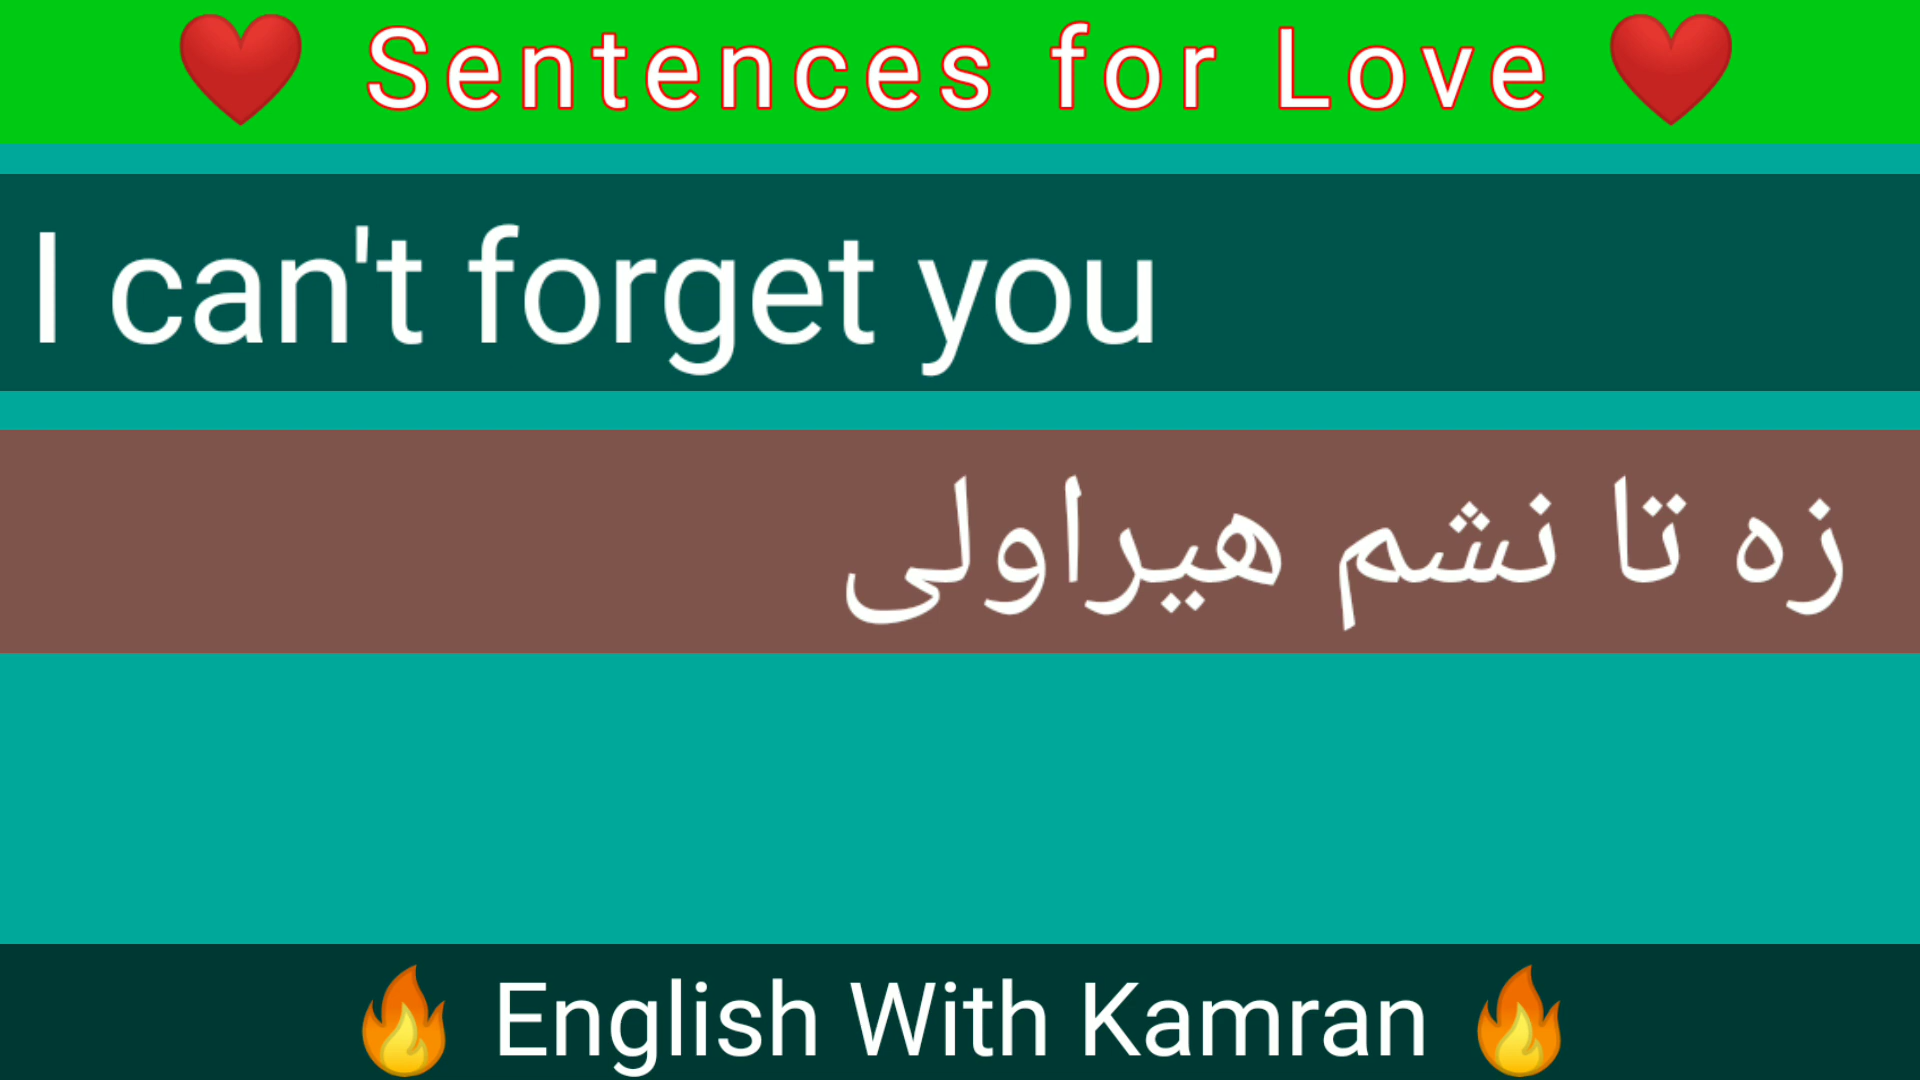 ❤️ Sentences for Love ❤️
I can't forget you
زه تا نشم هیراولی
🔥 English With Kamran 🔥